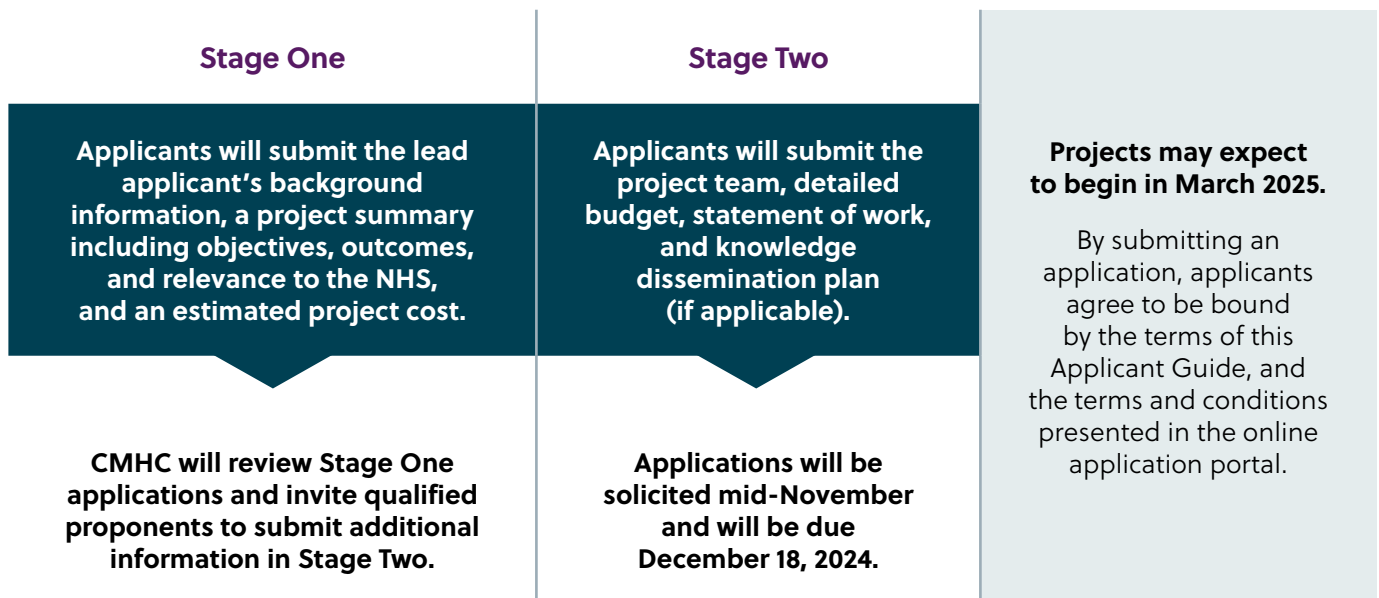 Stage One
Applicants will submit the lead
applicant’s background
information, a project summary
including objectives, outcomes,
and relevance to the NHS,
and an estimated project cost.
CMHC will review Stage One
applications and invite qualified
proponents to submit additional
information in Stage Two.
Stage Two
Applicants will submit the
project team, detailed
budget, statement of work,
and knowledge
dissemination plan
(if applicable).
Applications will be
solicited mid-November
and will be due
December 18, 2024.
Projects may expect
to begin in March 2025.
By submitting an
application, applicants
agree to be bound
by the terms of this
Applicant Guide, and
the terms and conditions
presented in the online
application portal.